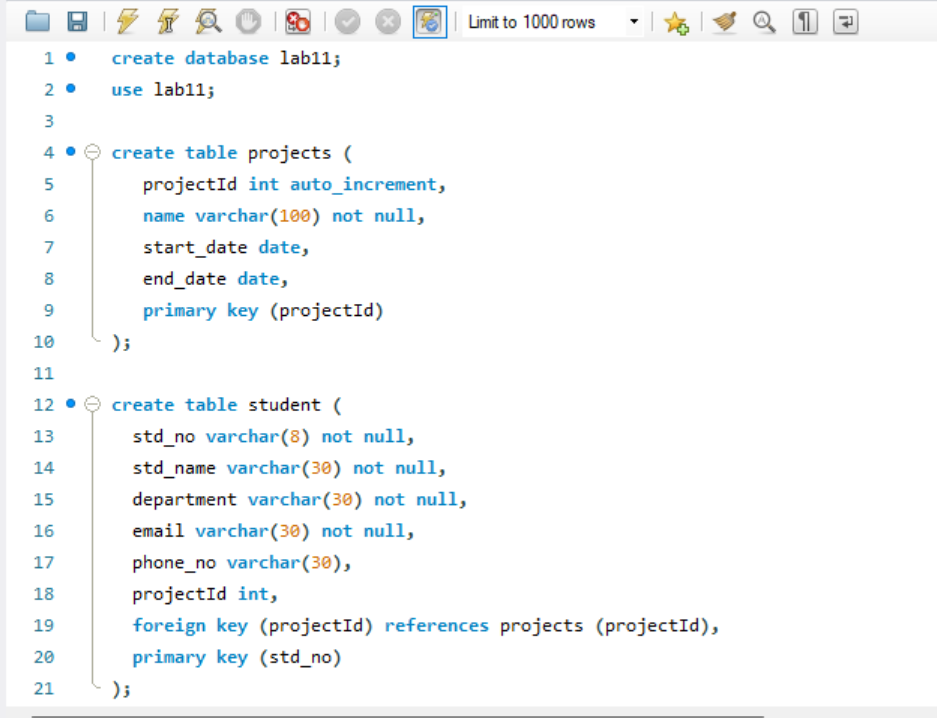 Limit to 1000 rows
1 create database lab11;
2 use lab11;
3
4 create table projects (
5 projectId int auto_increment,
6 name varchar(100) not null,
7 start_date date,
8 end_date date,
9 primary key (projectId)
10 );
11
12 create table student (
13 std_no varchar(8) not null,
14 std_name varchar(30) not null,
15 department varchar(30) not null,
16 email varchar(30) not null,
17 phone_no varchar(30),
18 projectId int,
19 foreign key (projectId) references projects (projectId),
20 primary key (std_no)
21 );